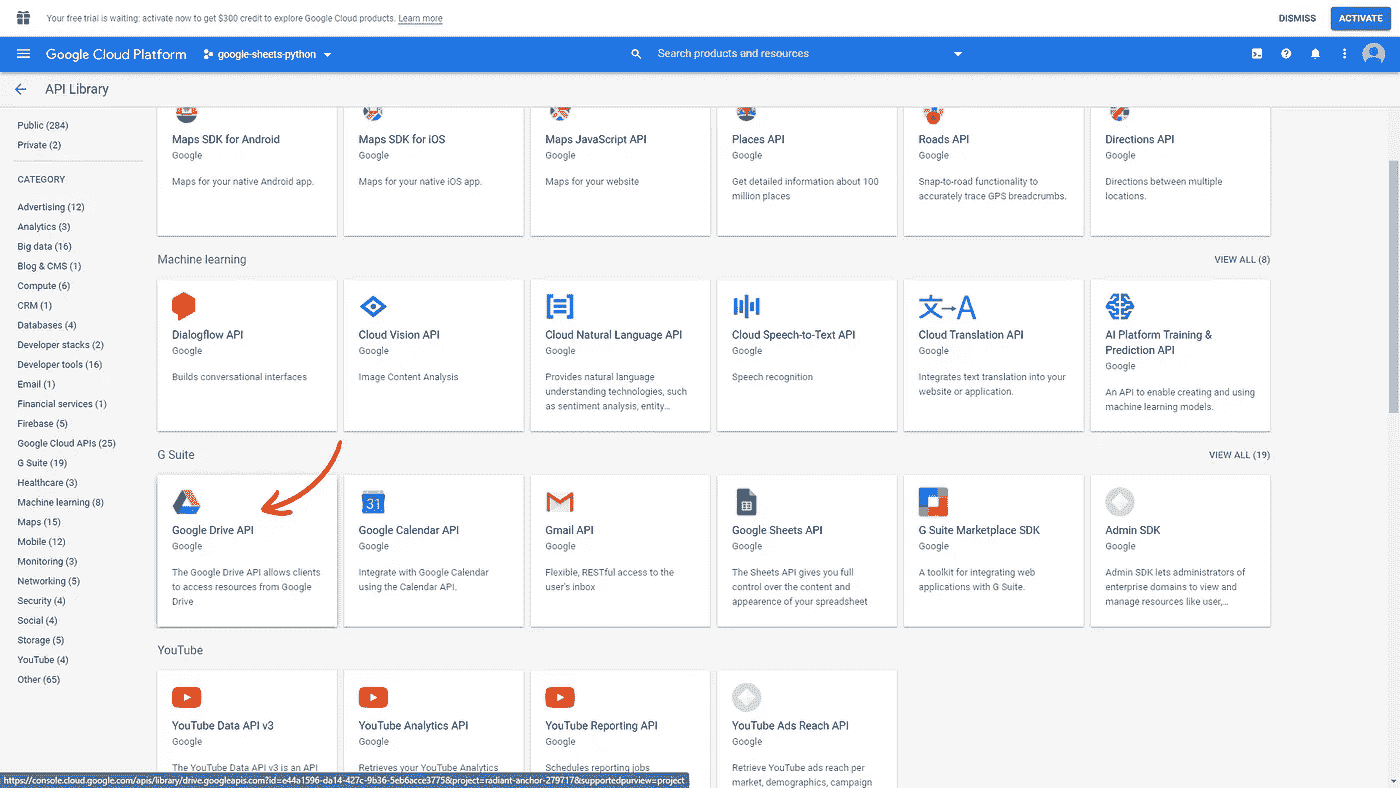 Your free trial is waiting: activate now to get $300 credit to explore Google Cloud products. Learn more
DISMISS
ACTIVATE
Google Cloud Platform
google-sheets-python
Search products and resources
API Library
Public (284)
Private (2)
CATEGORY
Advertising (12)
Analytics (3)
Big data (16)
Blog & CMS (1)
Compute (6)
CRM (1)
Databases (4)
Developer stacks (2)
Developer tools (16)
Email (1)
Financial services (1)
Firebase (5)
Google Cloud APIs (25)
G Suite (19)
Healthcare (3)
Machine learning (8)
Maps (15)
Mobile (12)
Monitoring (3)
Networking (5)
Security (4)
Social (4)
Storage (5)
YouTube (4)
Other (65)
Maps SDK for Android
Google
Maps for your native Android app.
Maps SDK for iOS
Google
Maps for your native iOS app.
Maps JavaScript API
Google
Maps for your website
Places API
Google
Get detailed information about 100
million places
Roads API
Google
Snap-to-road functionality to
accurately trace GPS breadcrumbs.
Directions API
Google
Directions between multiple
locations.
Machine learning
VIEW ALL (8)
Dialogflow API
Google
Builds conversational interfaces
Cloud Vision API
Google
Image Content Analysis
Cloud Natural Language API
Google
Provides natural language
understanding technologies, such
as sentiment analysis, entity...
Cloud Speech-to-Text API
Google
Speech recognition
文→A
Cloud Translation API
Google
Integrates text translation into your
website or application.
AI Platform Training &
Prediction API
Google
An API to enable creating and using
machine learning models.
G Suite
VIEW ALL (19)
Google Drive API
Google
The Google Drive API allows clients
to access resources from Google
Drive
31
Google Calendar API
Google
Integrate with Google Calendar
using the Calendar API.
Gmail API
Google
Flexible, RESTful access to the
user's inbox
Google Sheets API
Google
The Sheets API gives you full
control over the content and
appearence of your spreadsheet
G Suite Marketplace SDK
Google
A toolkit for integrating web
applications with G Suite.
Admin SDK
Google
Admin SDK lets administrators of
enterprise domains to view and
manage resources like user,...
YouTube
YouTube Data API v3
Google
The YouTube Data API v3 is an API
YouTube Analytics API
Google
Retrieves your YouTube Analytics
YouTube Reporting API
Google
Schedules reporting jobs
YouTube Ads Reach API
Google
Retrieve YouTube ads reach per
market, demographics, campaign
https://console.cloud.google.com/apis/library/drive.googleapis.com?id=e44a1596-da14-427c-9b36-5eb6acce3775&project=radiant-anchor-279717&supportedpurview=project